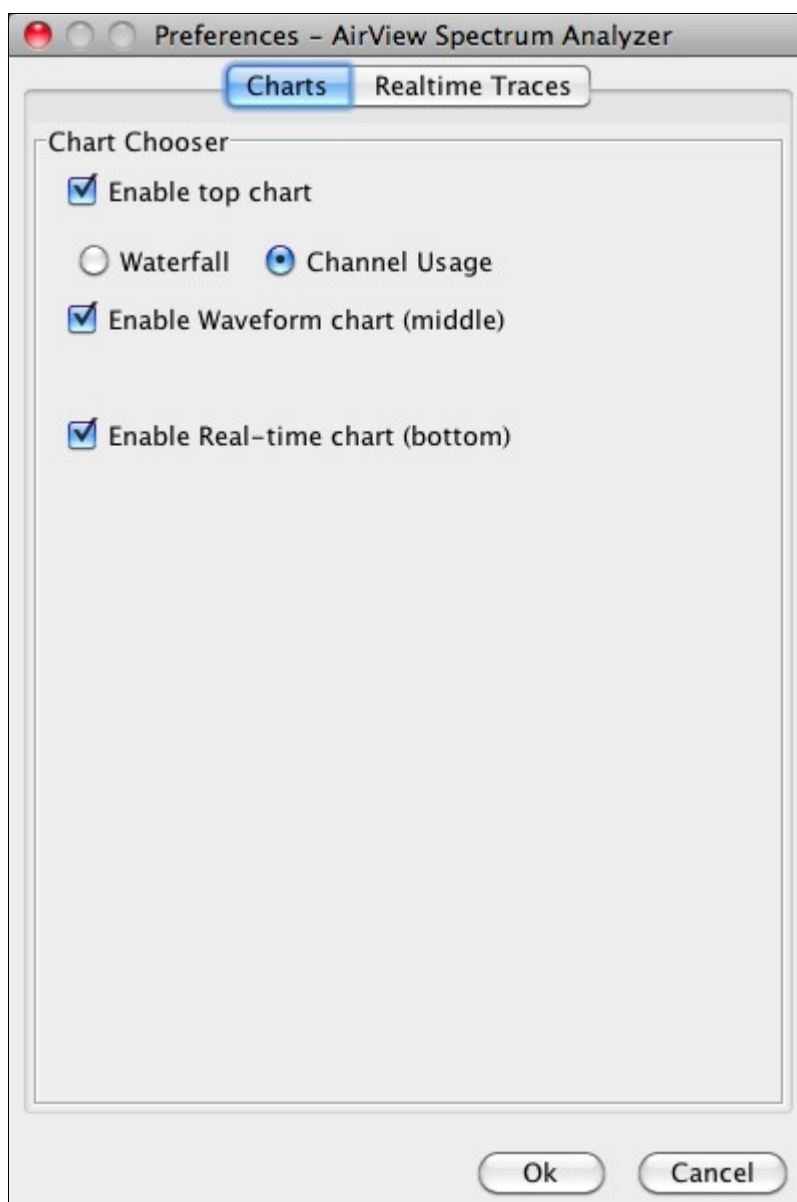 Preferences – AirView Spectrum Analyzer
Charts Realtime Traces
Chart Chooser
Enable top chart
Waterfall Channel Usage
Enable Waveform chart (middle)
Enable Real-time chart (bottom)
Ok Cancel